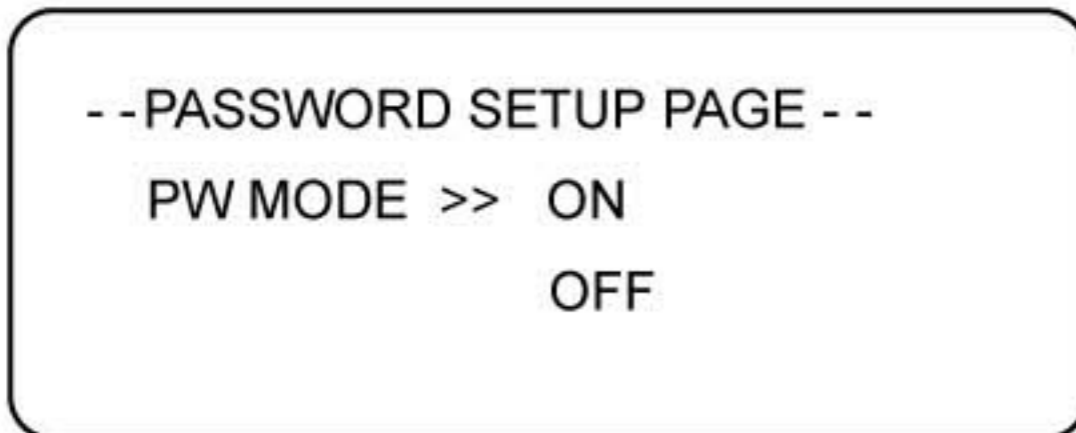 --PASSWORD SETUP PAGE--
PW MODE >> ON
OFF